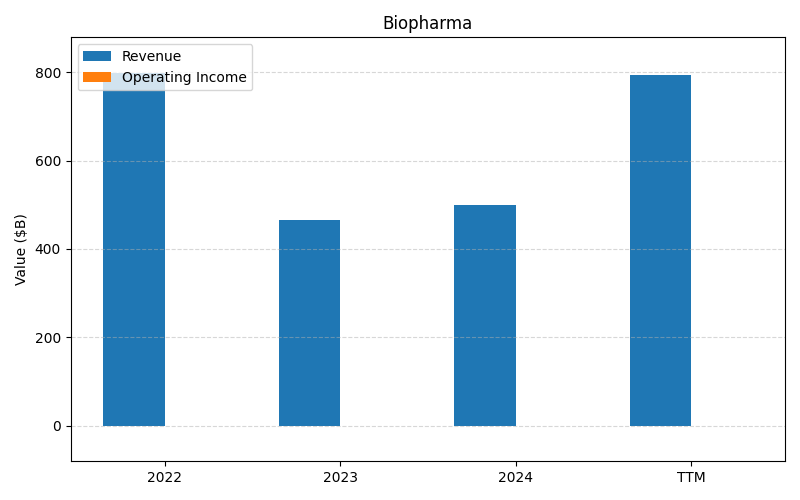 Biopharma
Revenue
Operating Income
Value ($B)
800
600
400
200
0
2022 2023 2024 TTM